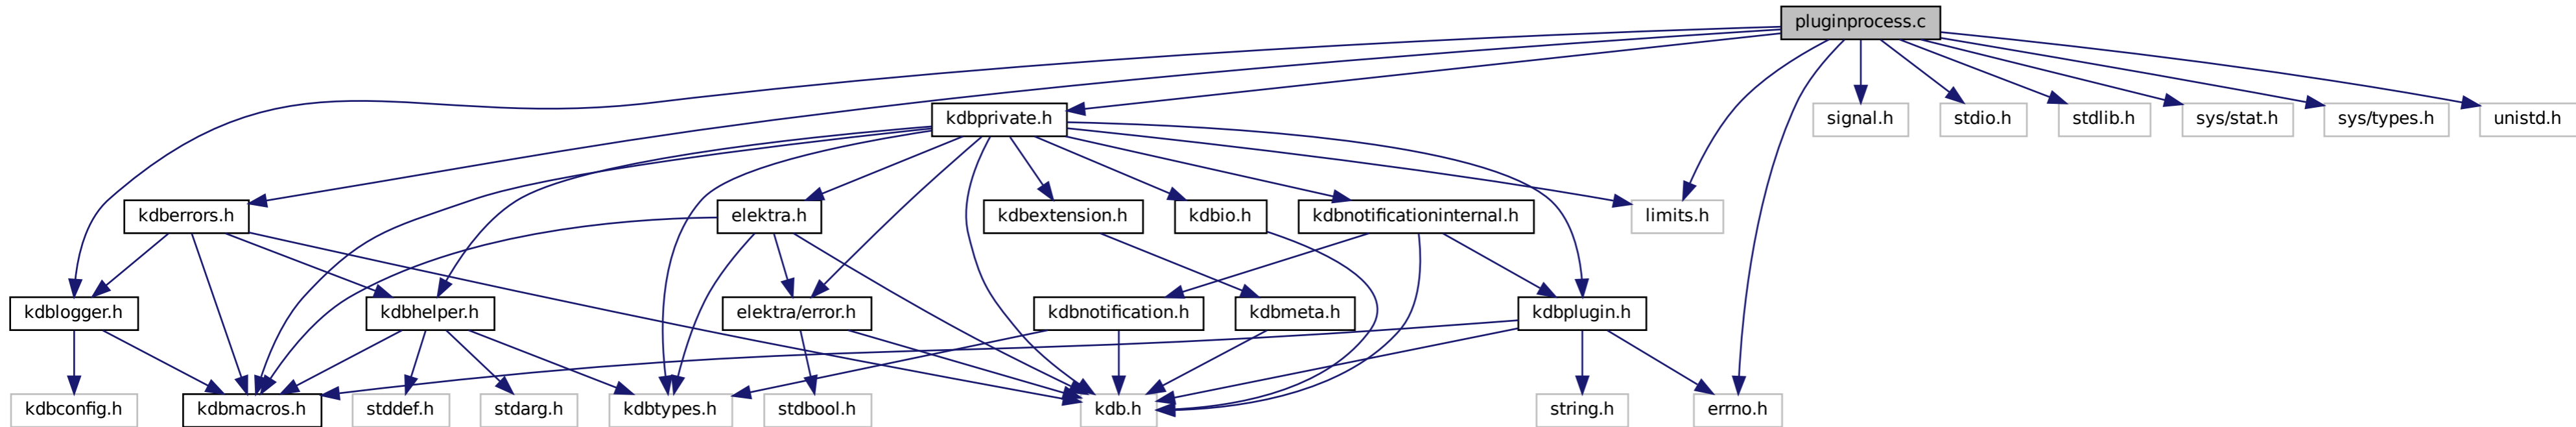 pluginprocess.c
kdbprivate.h
signal.h
stdio.h
stdlib.h
sys/stat.h
sys/types.h
unistd.h
kdberrors.h
elektra.h
kdbextension.h
kdbio.h
kdbnotificationinternal.h
limits.h
kdblogger.h
kdbhelper.h
elektra/error.h
kdbnotification.h
kdbmeta.h
kdbplugin.h
kdbconfig.h
kdbmacros.h
stddef.h
stdarg.h
kdbtypes.h
stdbool.h
kdb.h
string.h
errno.h